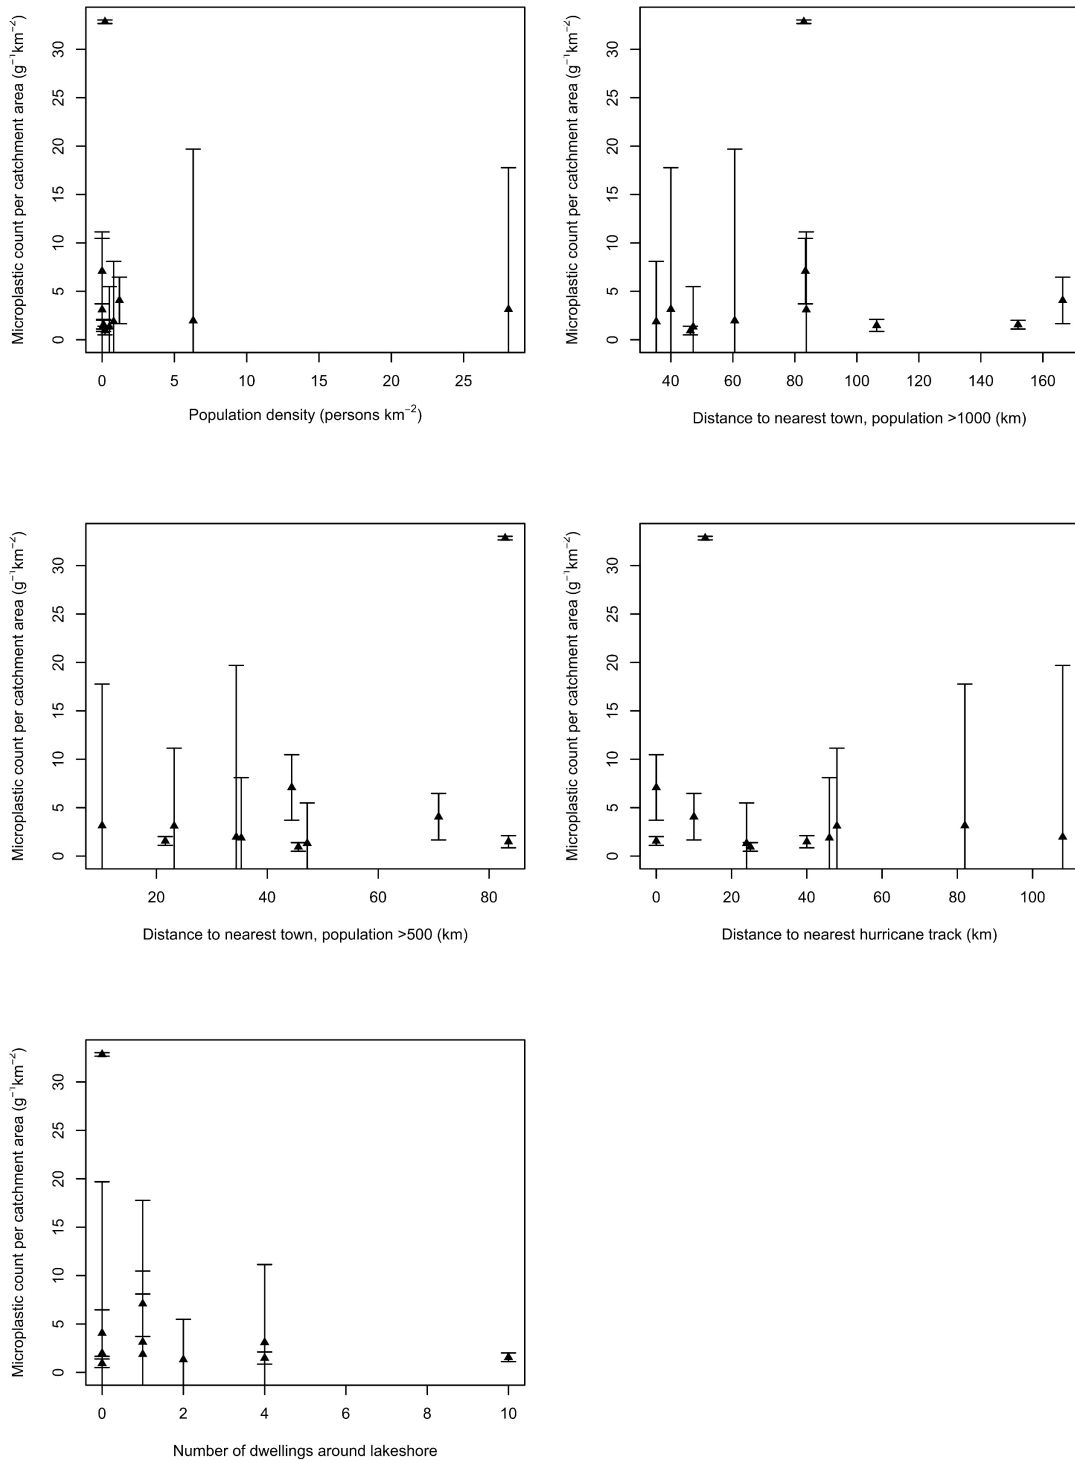 Microplastic count per catchment area (g⁻¹km⁻²)
30
25
20
15
10
5
0
0 5 10 15 20 25
Population density (persons km⁻²)
Microplastic count per catchment area (g⁻¹km⁻²)
30
25
20
15
10
5
0
40 60 80 100 120 140 160
Distance to nearest town, population >1000 (km)
Microplastic count per catchment area (g⁻¹km⁻²)
30
25
20
15
10
5
0
20 40 60 80
Distance to nearest town, population >500 (km)
Microplastic count per catchment area (g⁻¹km⁻²)
30
25
20
15
10
5
0
0 20 40 60 80 100
Distance to nearest hurricane track (km)
Microplastic count per catchment area (g⁻¹km⁻²)
30
25
20
15
10
5
0
0 2 4 6 8 10
Number of dwellings around lakeshore